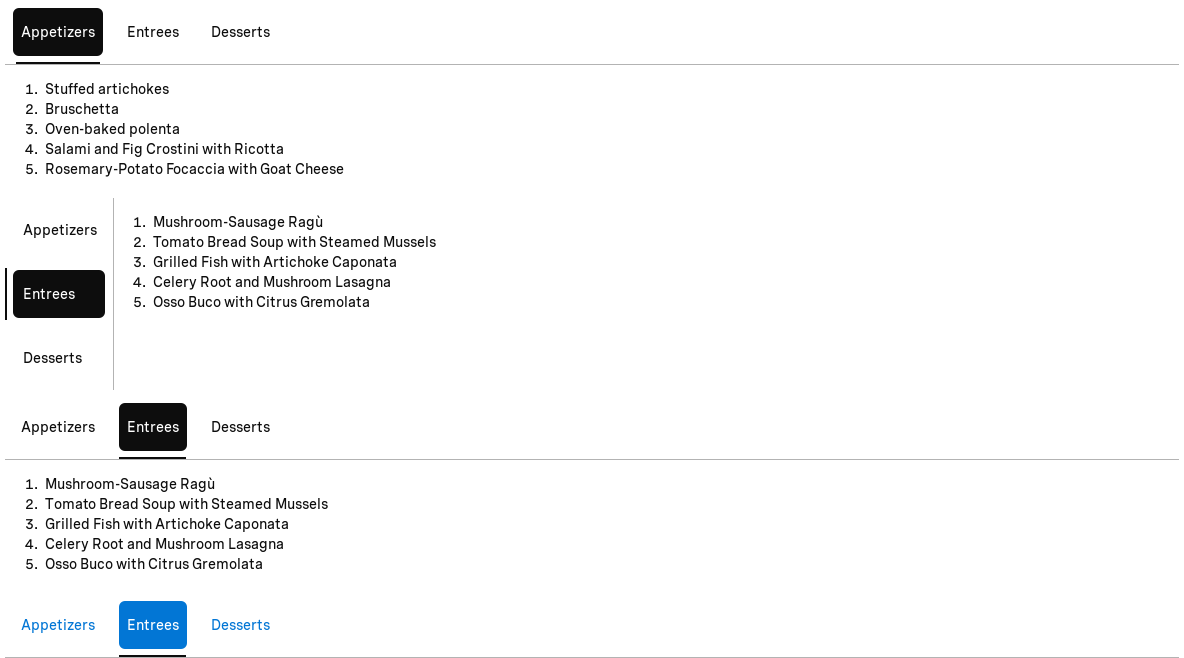 Appetizers Entrees Desserts
1. Stuffed artichokes
2. Bruschetta
3. Oven-baked polenta
4. Salami and Fig Crostini with Ricotta
5. Rosemary-Potato Focaccia with Goat Cheese
Appetizers
Entrees
Desserts
1. Mushroom-Sausage Ragù
2. Tomato Bread Soup with Steamed Mussels
3. Grilled Fish with Artichoke Caponata
4. Celery Root and Mushroom Lasagna
5. Osso Buco with Citrus Gremolata
Appetizers Entrees Desserts
1. Mushroom-Sausage Ragù
2. Tomato Bread Soup with Steamed Mussels
3. Grilled Fish with Artichoke Caponata
4. Celery Root and Mushroom Lasagna
5. Osso Buco with Citrus Gremolata
Appetizers Entrees Desserts